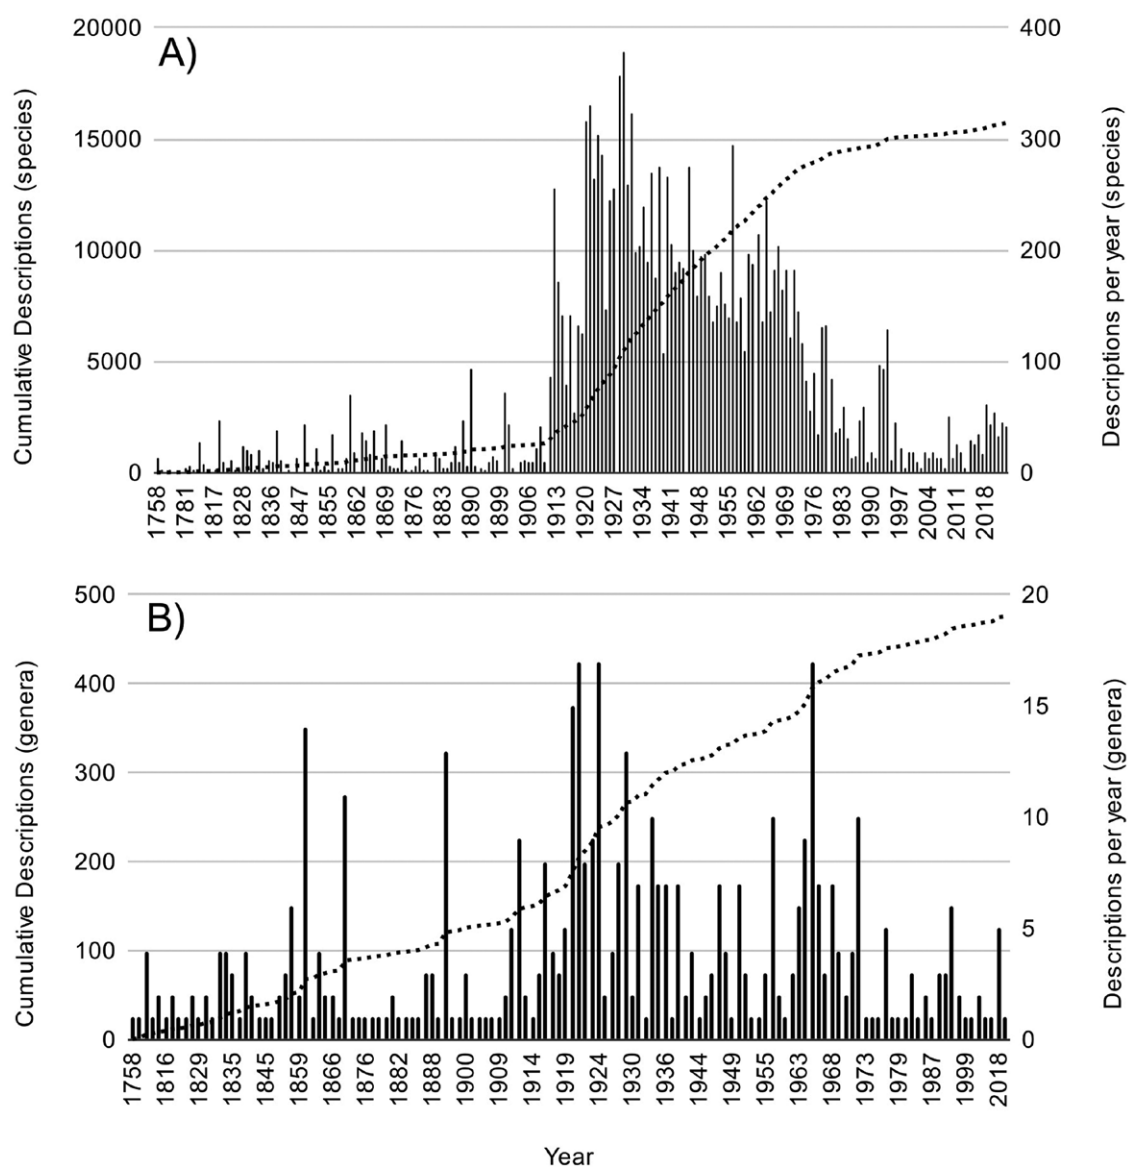 A)
Cumulative Descriptions (species)
20000
15000
10000
5000
0
400
300
200
100
0
Descriptions per year (species)
1758 1781 1817 1828 1836 1847 1855 1862 1869 1876 1883 1890 1899 1906 1913 1920 1927 1934 1941 1948 1955 1962 1969 1976 1983 1990 1997 2004 2011 2018
B)
Cumulative Descriptions (genera)
500
400
300
200
100
0
20
15
10
5
0
Descriptions per year (genera)
1758 1816 1829 1835 1845 1859 1866 1876 1882 1888 1900 1909 1914 1919 1924 1930 1936 1944 1949 1955 1963 1968 1973 1979 1987 1999 2018
Year